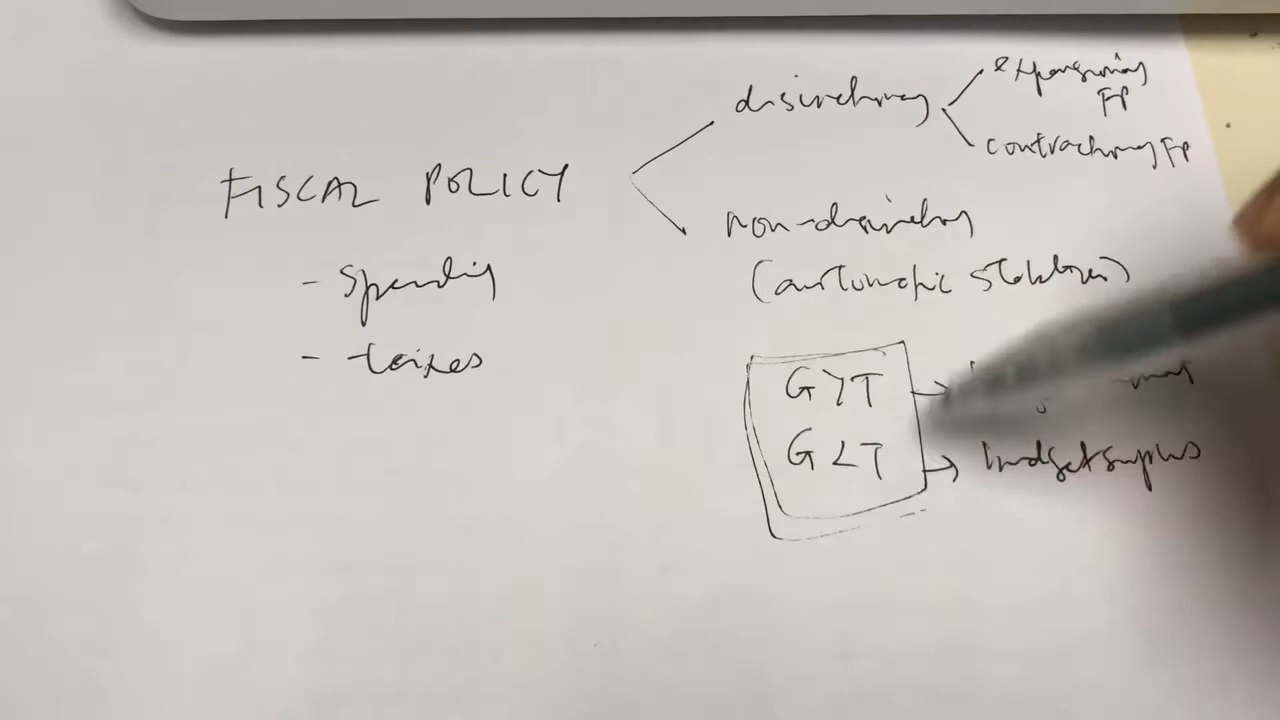 FISCAL POLICY
- Spending
- taxes
discretionary
expansionary
FP
contractionary FP
non-discretionary
(automatic stabilizers)
G > T
G < T
budget surplus